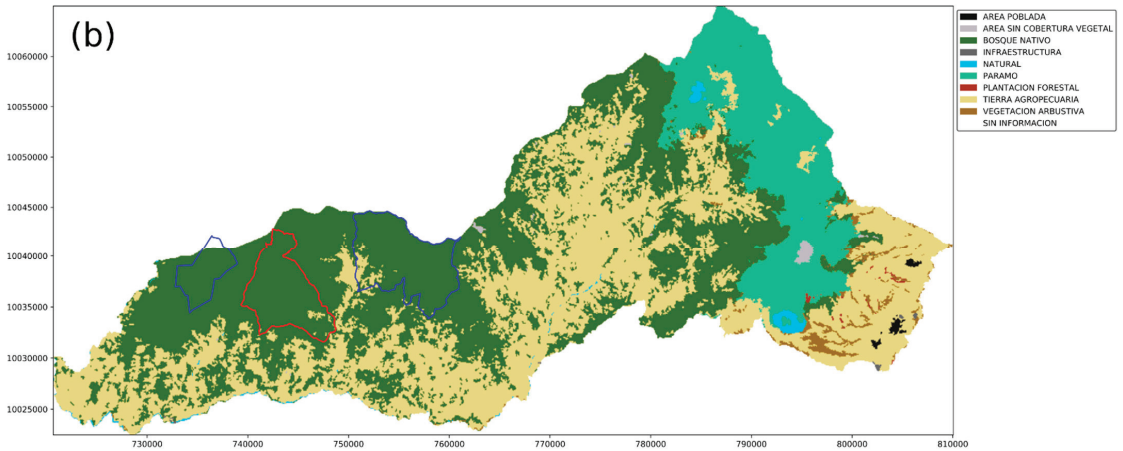 (b)
10060000
10055000
10050000
10045000
10040000
10035000
10030000
10025000
730000 740000 750000 760000 770000 780000 790000 800000 810000
AREA POBLADA
AREA SIN COBERTURA VEGETAL
BOSQUE NATIVO
INFRAESTRUCTURA
NATURAL
PARAMO
PLANTACION FORESTAL
TIERRA AGROPECUARIA
VEGETACION ARBUSTIVA
SIN INFORMACION